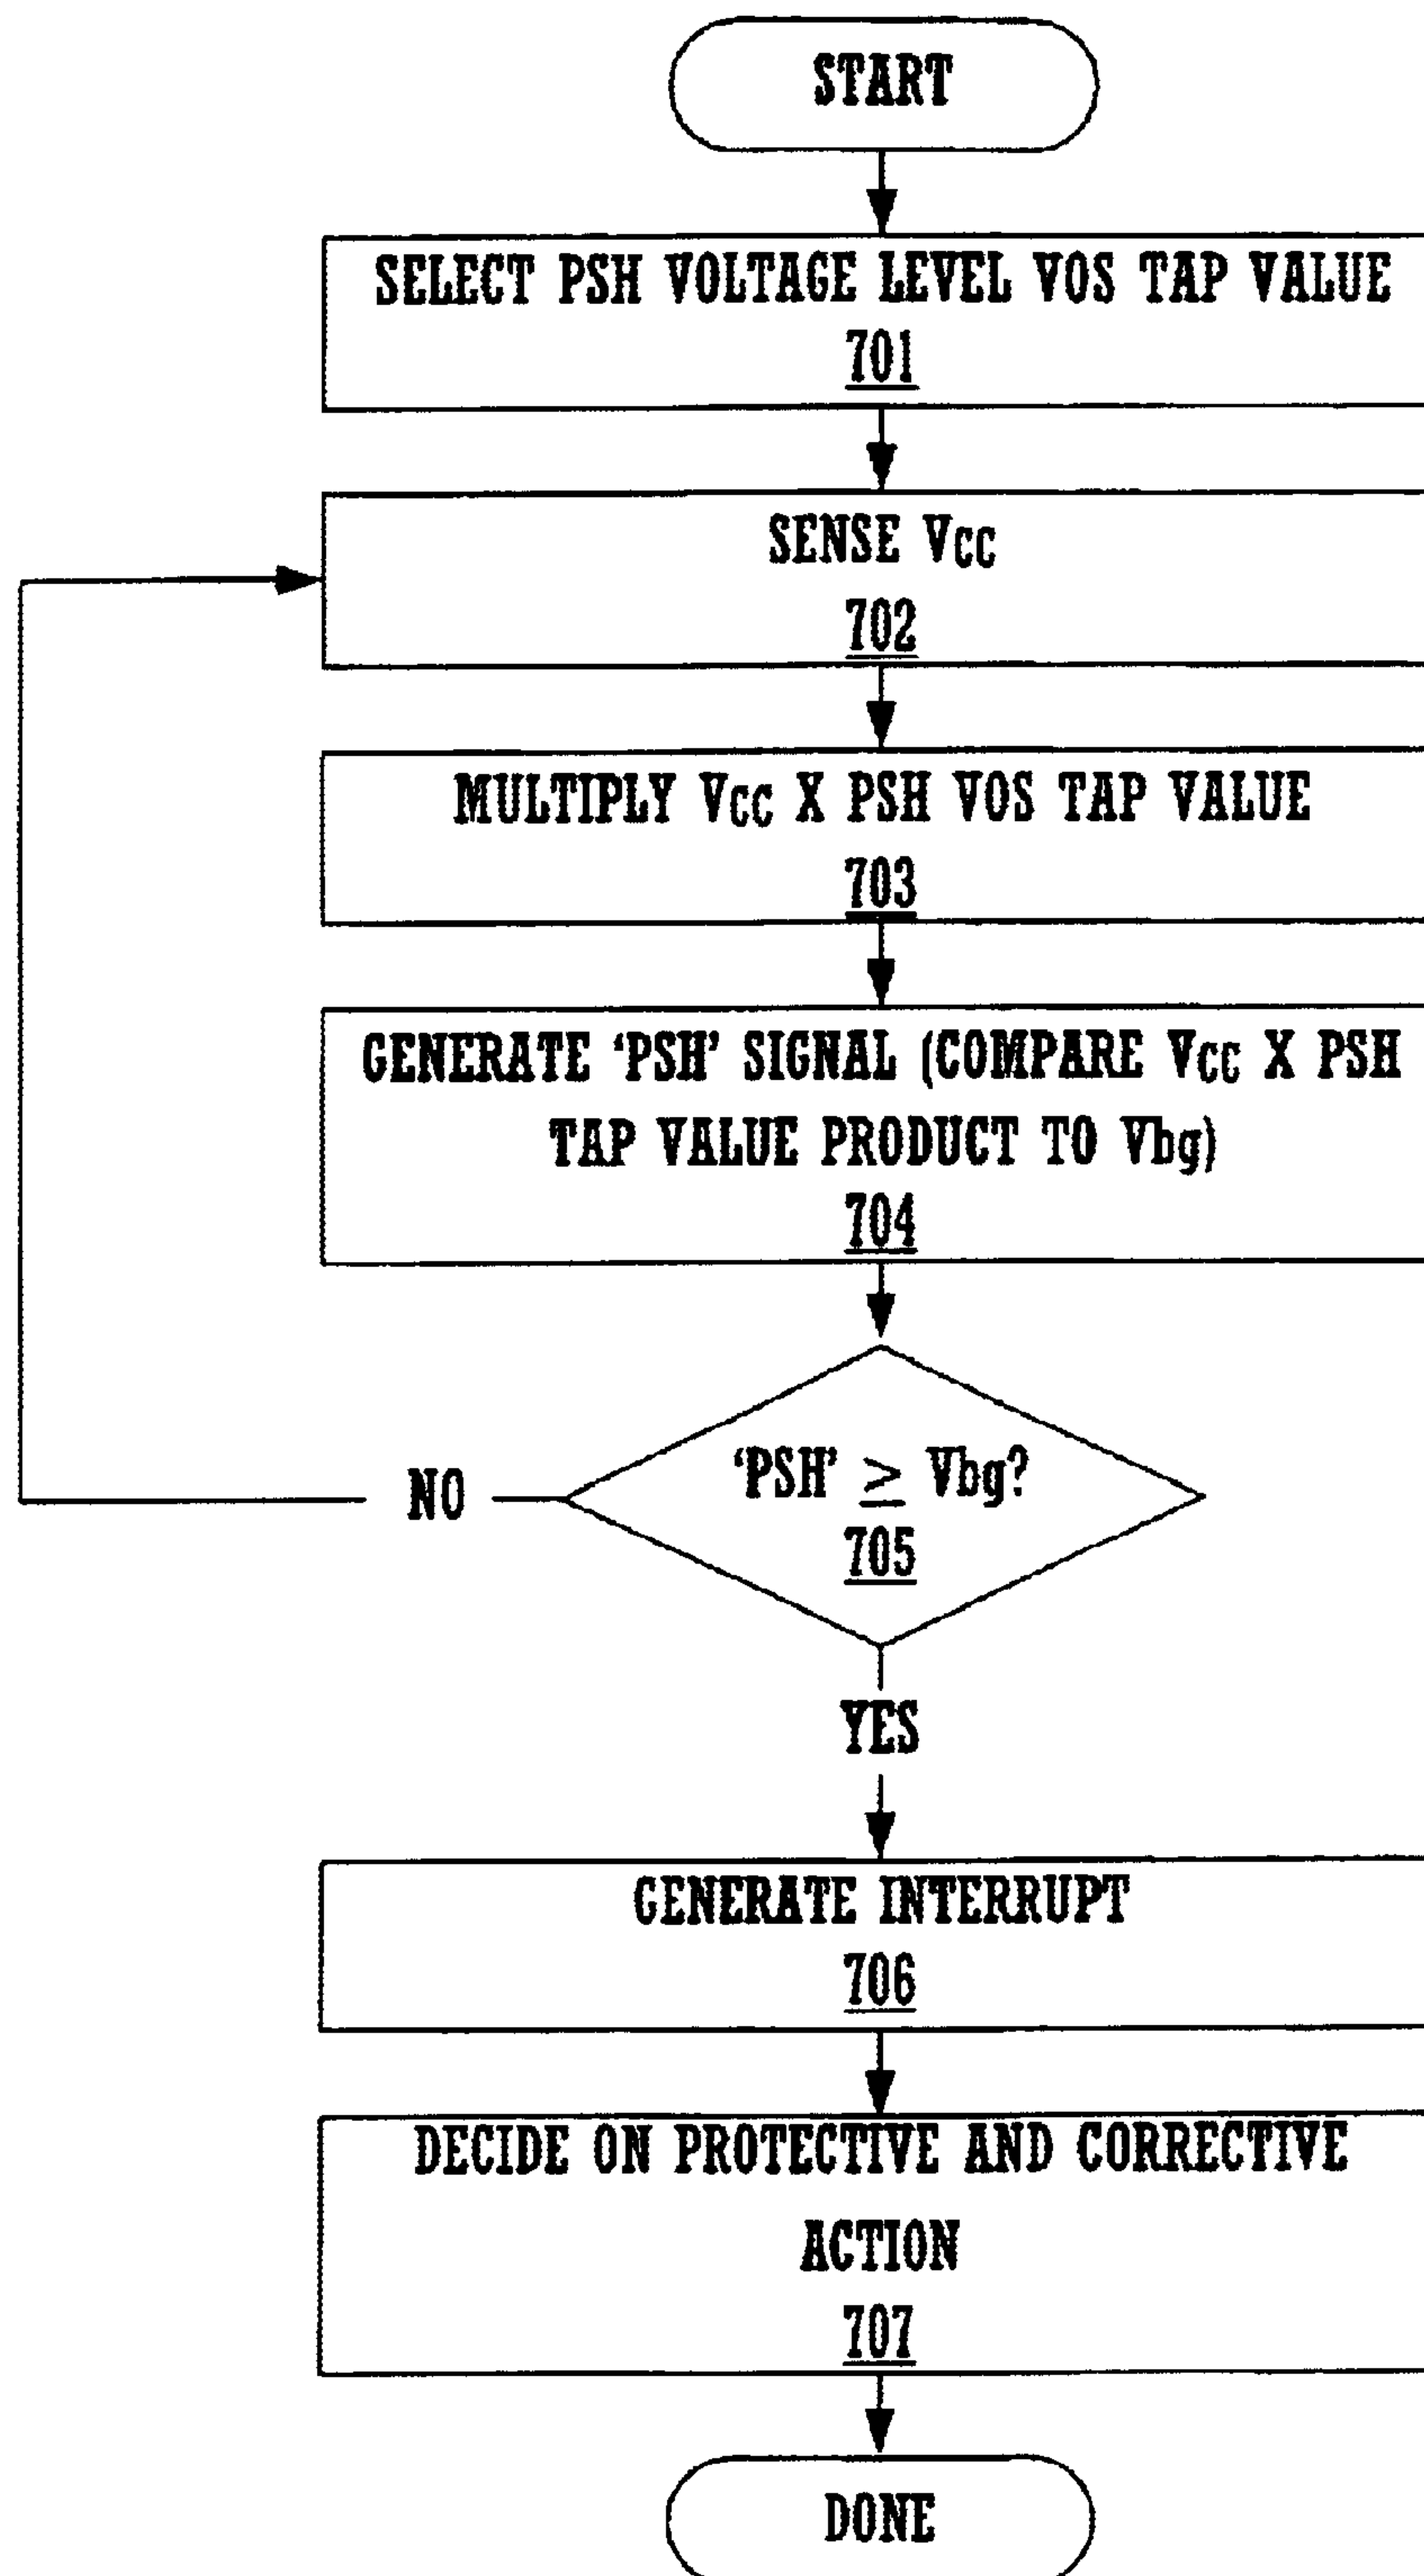 START
SELECT PSH VOLTAGE LEVEL VOS TAP VALUE
701
SENSE VCC
702
MULTIPLY VCC X PSH VOS TAP VALUE
703
GENERATE ‘PSH’ SIGNAL (COMPARE VCC X PSH
TAP VALUE PRODUCT TO Vbg)
704
‘PSH’ ≥ Vbg?
705
NO
YES
GENERATE INTERRUPT
706
DECIDE ON PROTECTIVE AND CORRECTIVE
ACTION
707
DONE